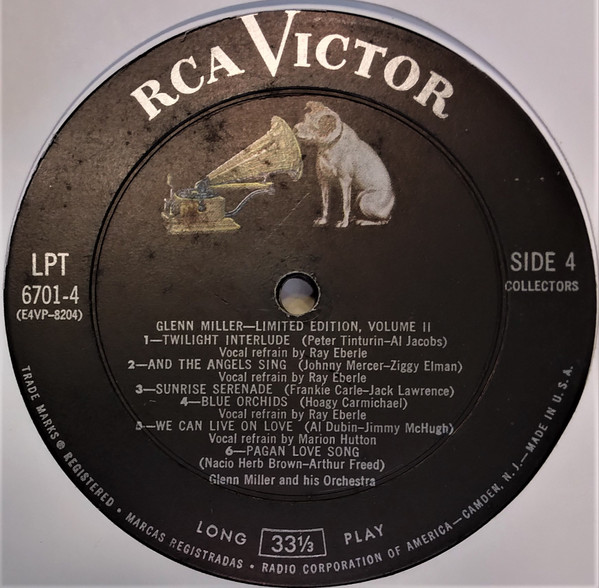 RCA VICTOR
LPT
6701-4
(E4VP-8204)
SIDE 4
COLLECTORS
GLENN MILLER—LIMITED EDITION, VOLUME II
1—TWILIGHT INTERLUDE (Peter Tinturin-Al Jacobs)
Vocal refrain by Ray Eberle
2—AND THE ANGELS SING (Johnny Mercer-Ziggy Elman)
Vocal refrain by Ray Eberle
3—SUNRISE SERENADE (Frankie Carle-Jack Lawrence)
4—BLUE ORCHIDS (Hoagy Carmichael)
Vocal refrain by Ray Eberle
5—WE CAN LIVE ON LOVE (Al Dubin-Jimmy McHugh)
Vocal refrain by Marion Hutton
6—PAGAN LOVE SONG
(Nacio Herb Brown-Arthur Freed)
Glenn Miller and his Orchestra
LONG 33⅓ PLAY
TRADE MARKS ® REGISTERED • MARCAS REGISTRADAS • RADIO CORPORATION OF AMERICA—CAMDEN, N.J.—MADE IN U.S.A.